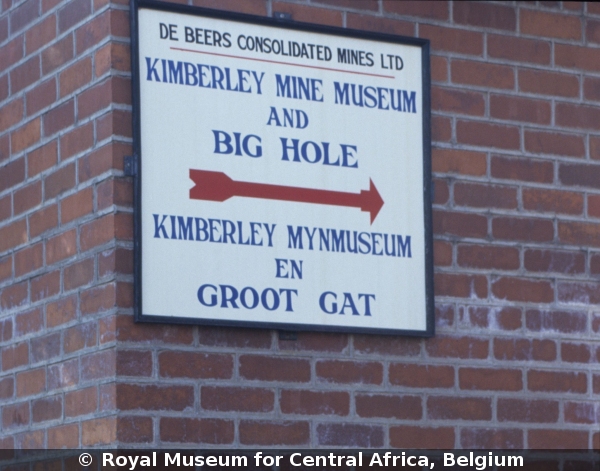 DE BEERS CONSOLIDATED MINES LTD
KIMBERLEY MINE MUSEUM
AND
BIG HOLE
KIMBERLEY MYNMUSEUM
EN
GROOT GAT
© Royal Museum for Central Africa, Belgium